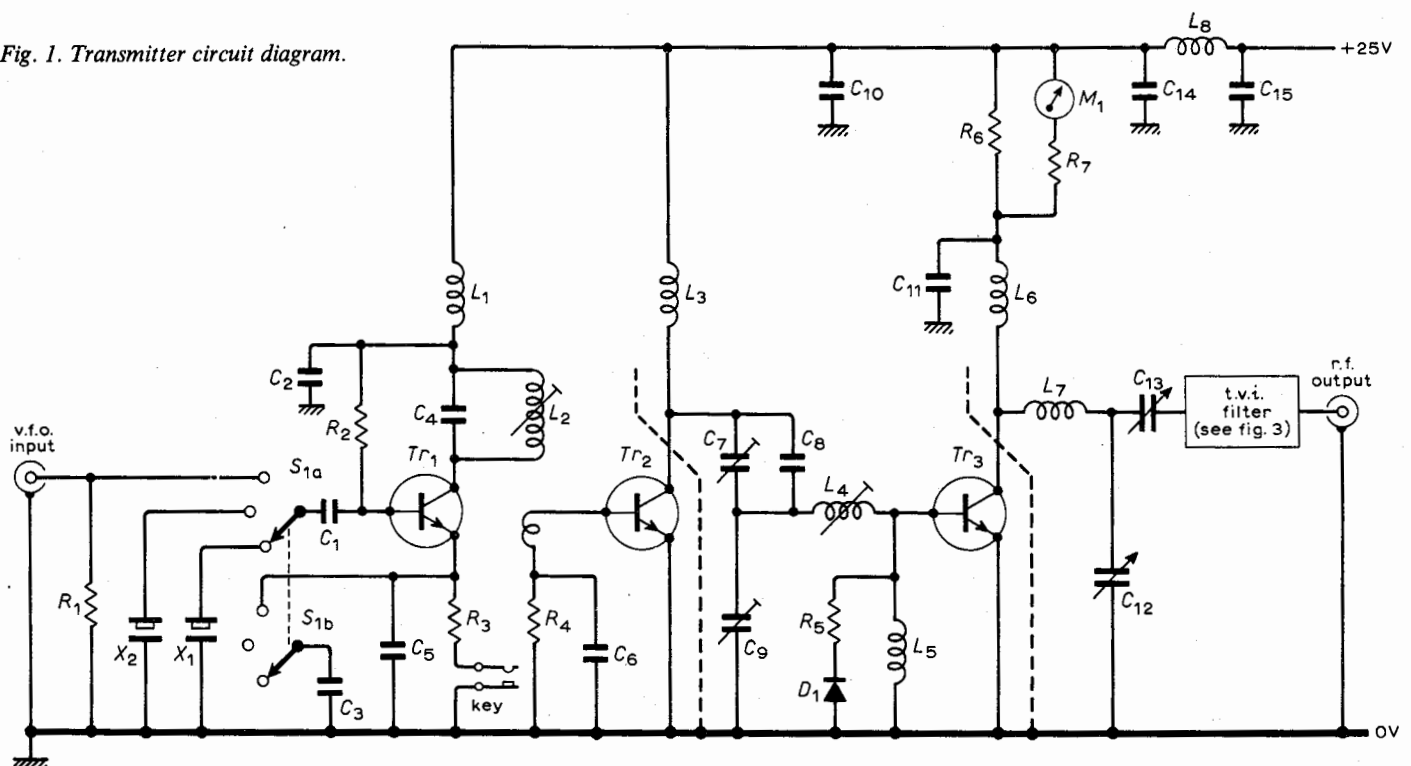 Fig. 1. Transmitter circuit diagram.
L8
+25V
C10
M1
C14
C15
R6
R7
L1
L3
C11
L6
C2
R2
C4
L2
v.f.o.
input
S1a
Tr1
C1
Tr2
C7
C8
L4
Tr3
L7
C13
t.v.i.
filter
(see fig. 3)
r.f.
output
R1
X2
X1
S1b
C3
C5
R3
key
R4
C6
C9
R5
D1
L5
C12
0V